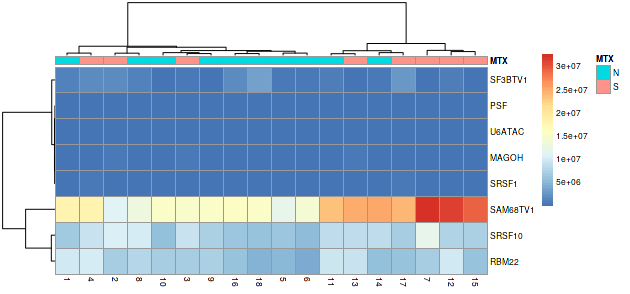 MTX
SF3BTV1
PSF
U6ATAC
MAGOH
SRSF1
SAM68TV1
SRSF10
RBM22
1 4 2 8 10 3 9 16 18 5 6 11 13 14 17 7 12 15
3e+07
2.5e+07
2e+07
1.5e+07
1e+07
5e+06
MTX
N
S